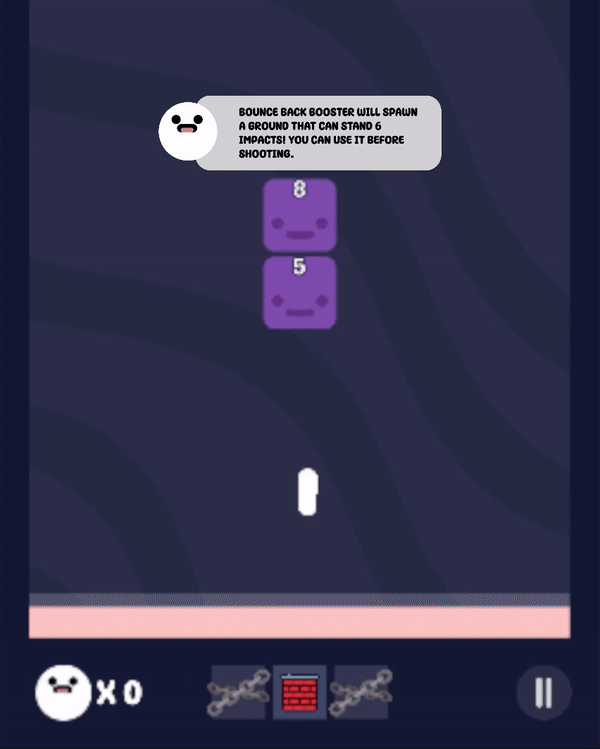 BOUNCE BACK BOOSTER WILL SPAWN
A GROUND THAT CAN STAND 6
IMPACTS! YOU CAN USE IT BEFORE
SHOOTING.
8
5
X 0